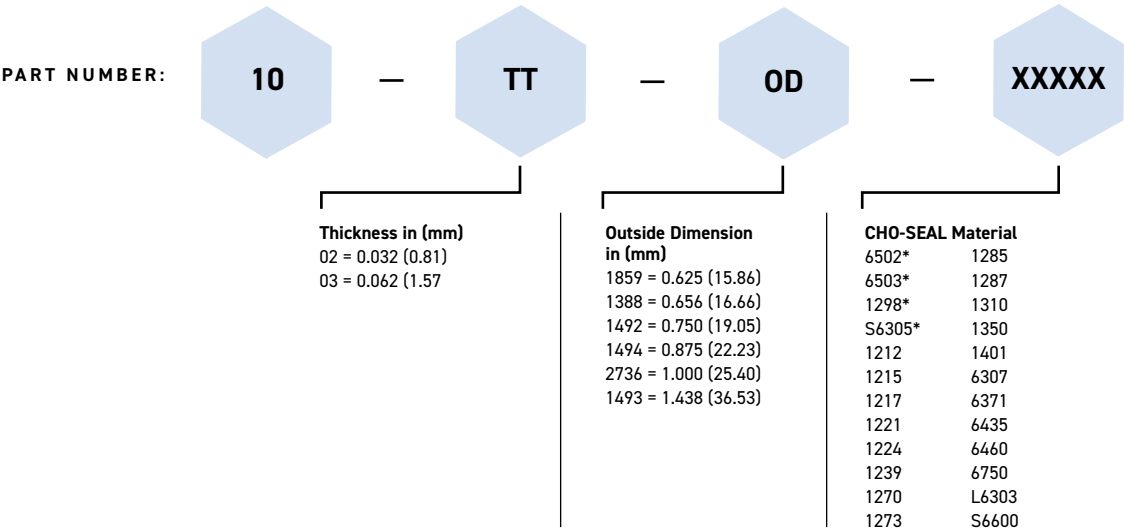 PART NUMBER:
10 — TT — OD — XXXXX
Thickness in (mm)
02 = 0.032 (0.81)
03 = 0.062 (1.57
Outside Dimension
in (mm)
1859 = 0.625 (15.86)
1388 = 0.656 (16.66)
1492 = 0.750 (19.05)
1494 = 0.875 (22.23)
2736 = 1.000 (25.40)
1493 = 1.438 (36.53)
CHO-SEAL Material
6502*
6503*
1298*
S6305*
1212
1215
1217
1221
1224
1239
1270
1273
1285
1287
1310
1350
1401
6307
6371
6435
6460
6750
L6303
S6600